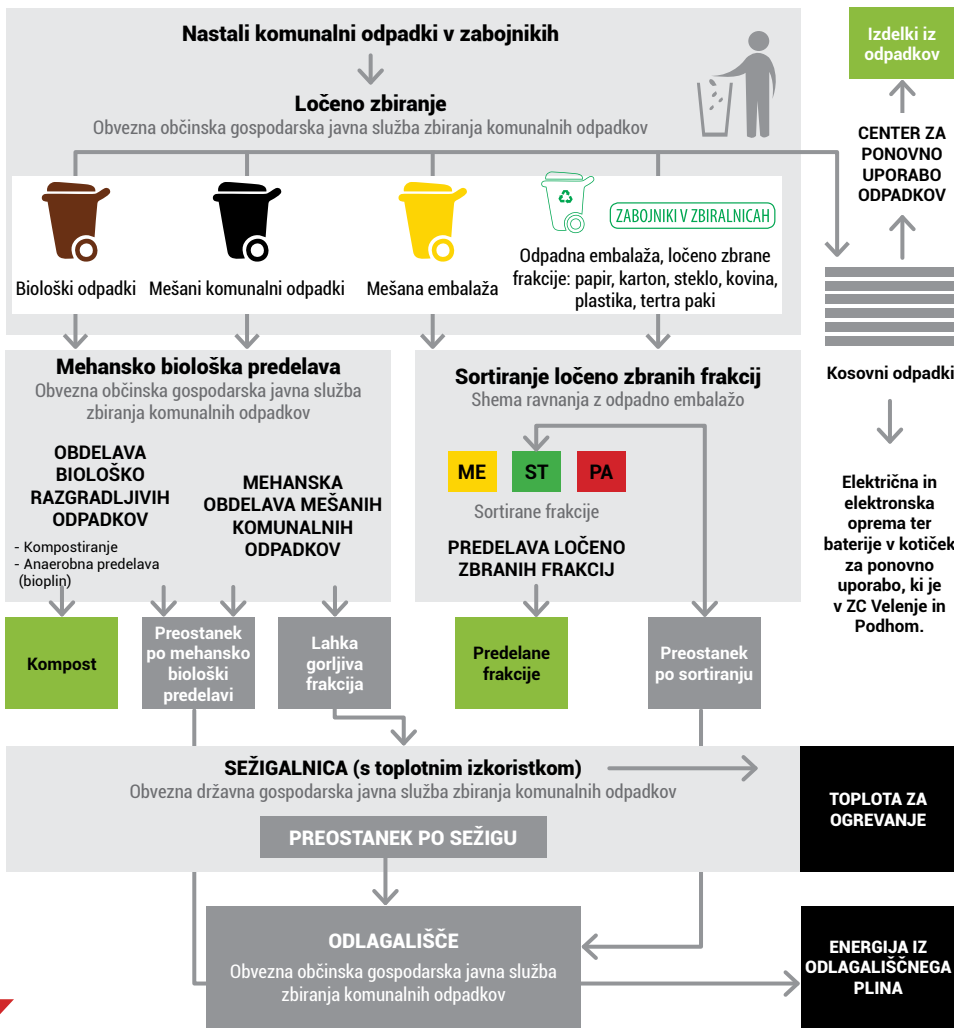 Nastali komunalni odpadki v zabojnikih
Ločeno zbiranje
Obvezna občinska gospodarska javna služba zbiranja komunalnih odpadkov
Biološki odpadki
Mešani komunalni odpadki
Mešana embalaža
ZABOJNIKI V ZBIRALNICAH
Odpadna embalaža, ločeno zbrane
frakcije: papir, karton, steklo, kovina,
plastika, tertra paki
Izdelki iz
odpadkov
CENTER ZA
PONOVNO
UPORABO
ODPADKOV
Kosovni odpadki
Električna in
elektronska
oprema ter
baterije v kotiček
za ponovno
uporabo, ki je
v ZC Velenje in
Podhom.
Mehansko biološka predelava
Obvezna občinska gospodarska javna služba
zbiranja komunalnih odpadkov
OBDELAVA
BIOLOŠKO
RAZGRADLJIVIH
ODPADKOV
- Kompostiranje
- Anaerobna predelava
(bioplin)
MEHANSKA
OBDELAVA MEŠANIH
KOMUNALNIH
ODPADKOV
Sortiranje ločeno zbranih frakcij
Shema ravnanja z odpadno embalažo
ME
ST
PA
Sortirane frakcije
PREDELAVA LOČENO
ZBRANIH FRAKCIJ
Kompost
Preostanek
po mehansko
biološki
predelavi
Lahka
gorljiva
frakcija
Predelane
frakcije
Preostanek
po sortiranju
SEŽIGALNICA (s toplotnim izkoristkom)
Obvezna državna gospodarska javna služba zbiranja komunalnih odpadkov
PREOSTANEK PO SEŽIGU
TOPLOTA ZA
OGREVANJE
ODLAGALIŠČE
Obvezna občinska gospodarska javna služba
zbiranja komunalnih odpadkov
ENERGIJA IZ
ODLAGALIŠČNEGA
PLINA